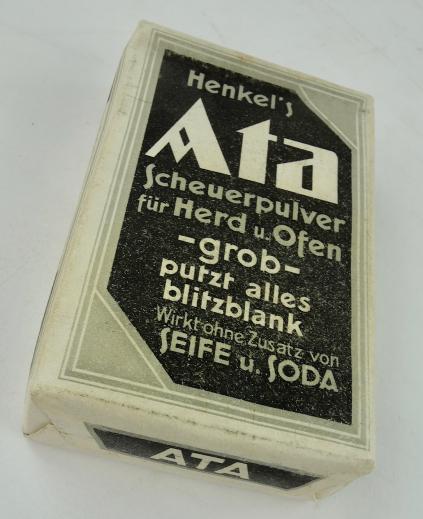 Henkel's
Ata
Scheuerpulver
für Herd u. Ofen
-grob-
putzt alles
blitzblank
Wirkt ohne Zusatz von
SEIFE u. SODA
ATA